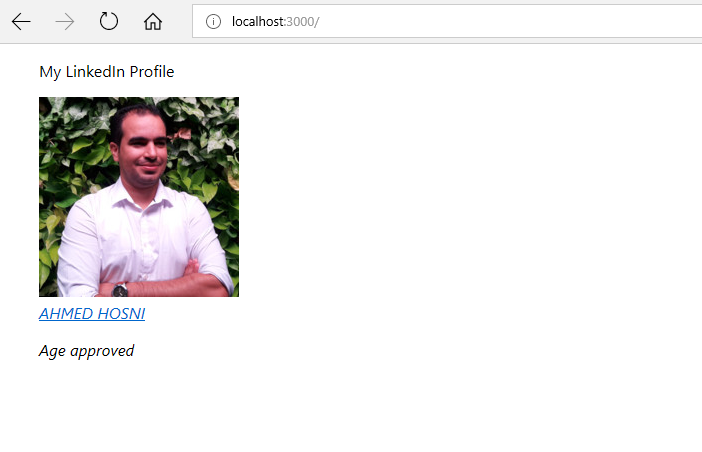 localhost:3000/
My LinkedIn Profile
AHMED HOSNI
Age approved